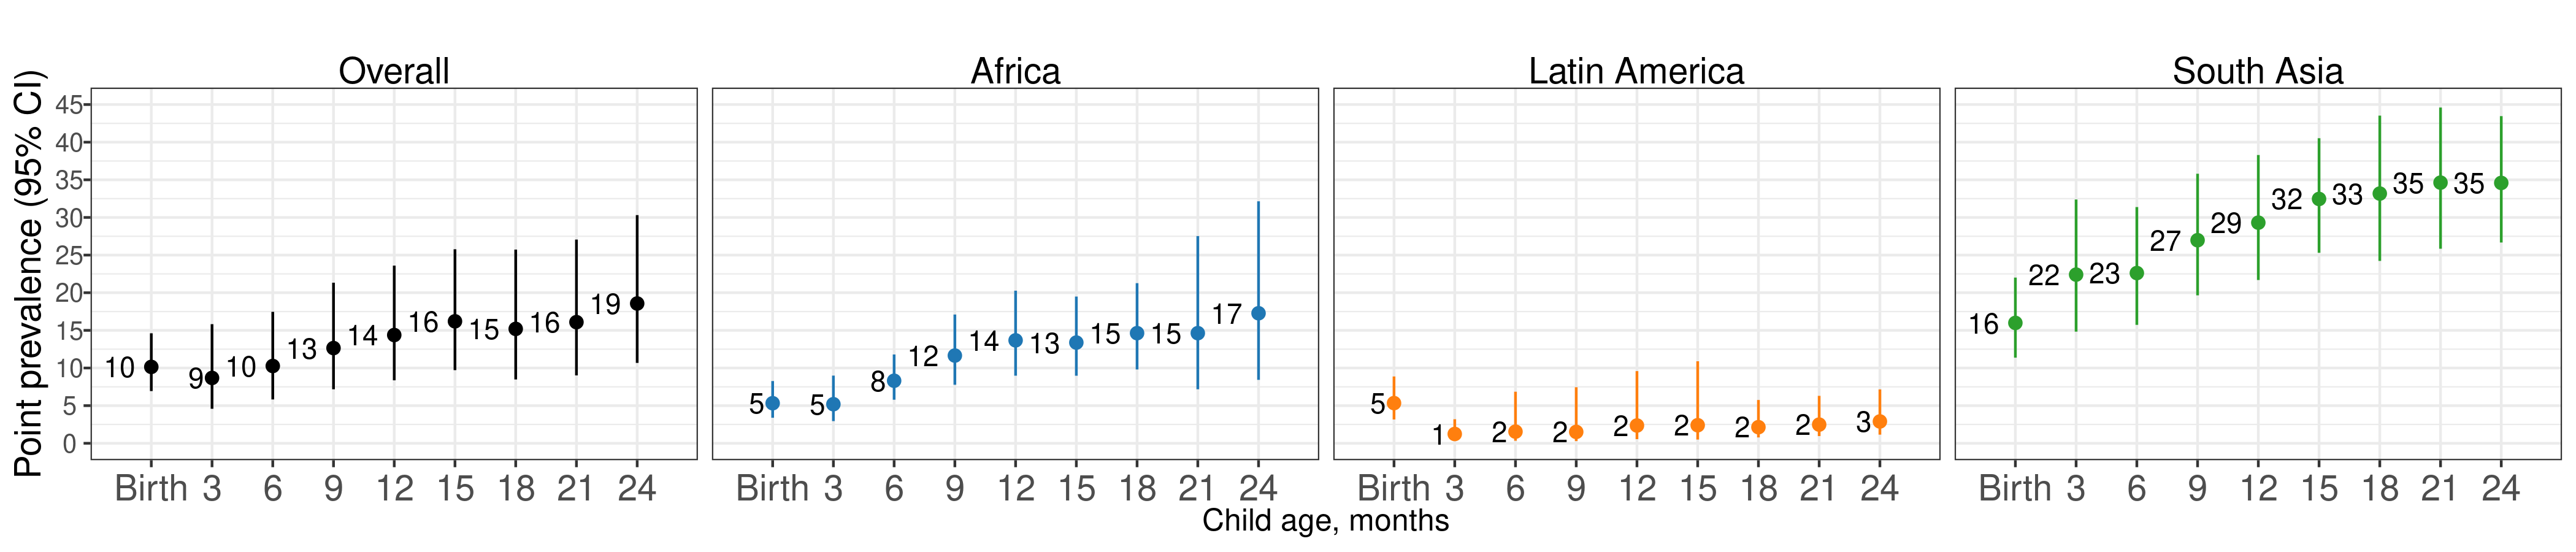 Overall Africa Latin America South Asia
Point prevalence (95% CI)
45
40
35
30
25
20
15
10
5
0
10 9 10 13 14 16 15 16 19
5 5 8 12 14 13 15 15 17
5 1 2 2 2 2 2 2 3
16 22 23 27 29 32 33 35 35
Birth 3 6 9 12 15 18 21 24 Birth 3 6 9 12 15 18 21 24 Birth 3 6 9 12 15 18 21 24 Birth 3 6 9 12 15 18 21 24
Child age, months